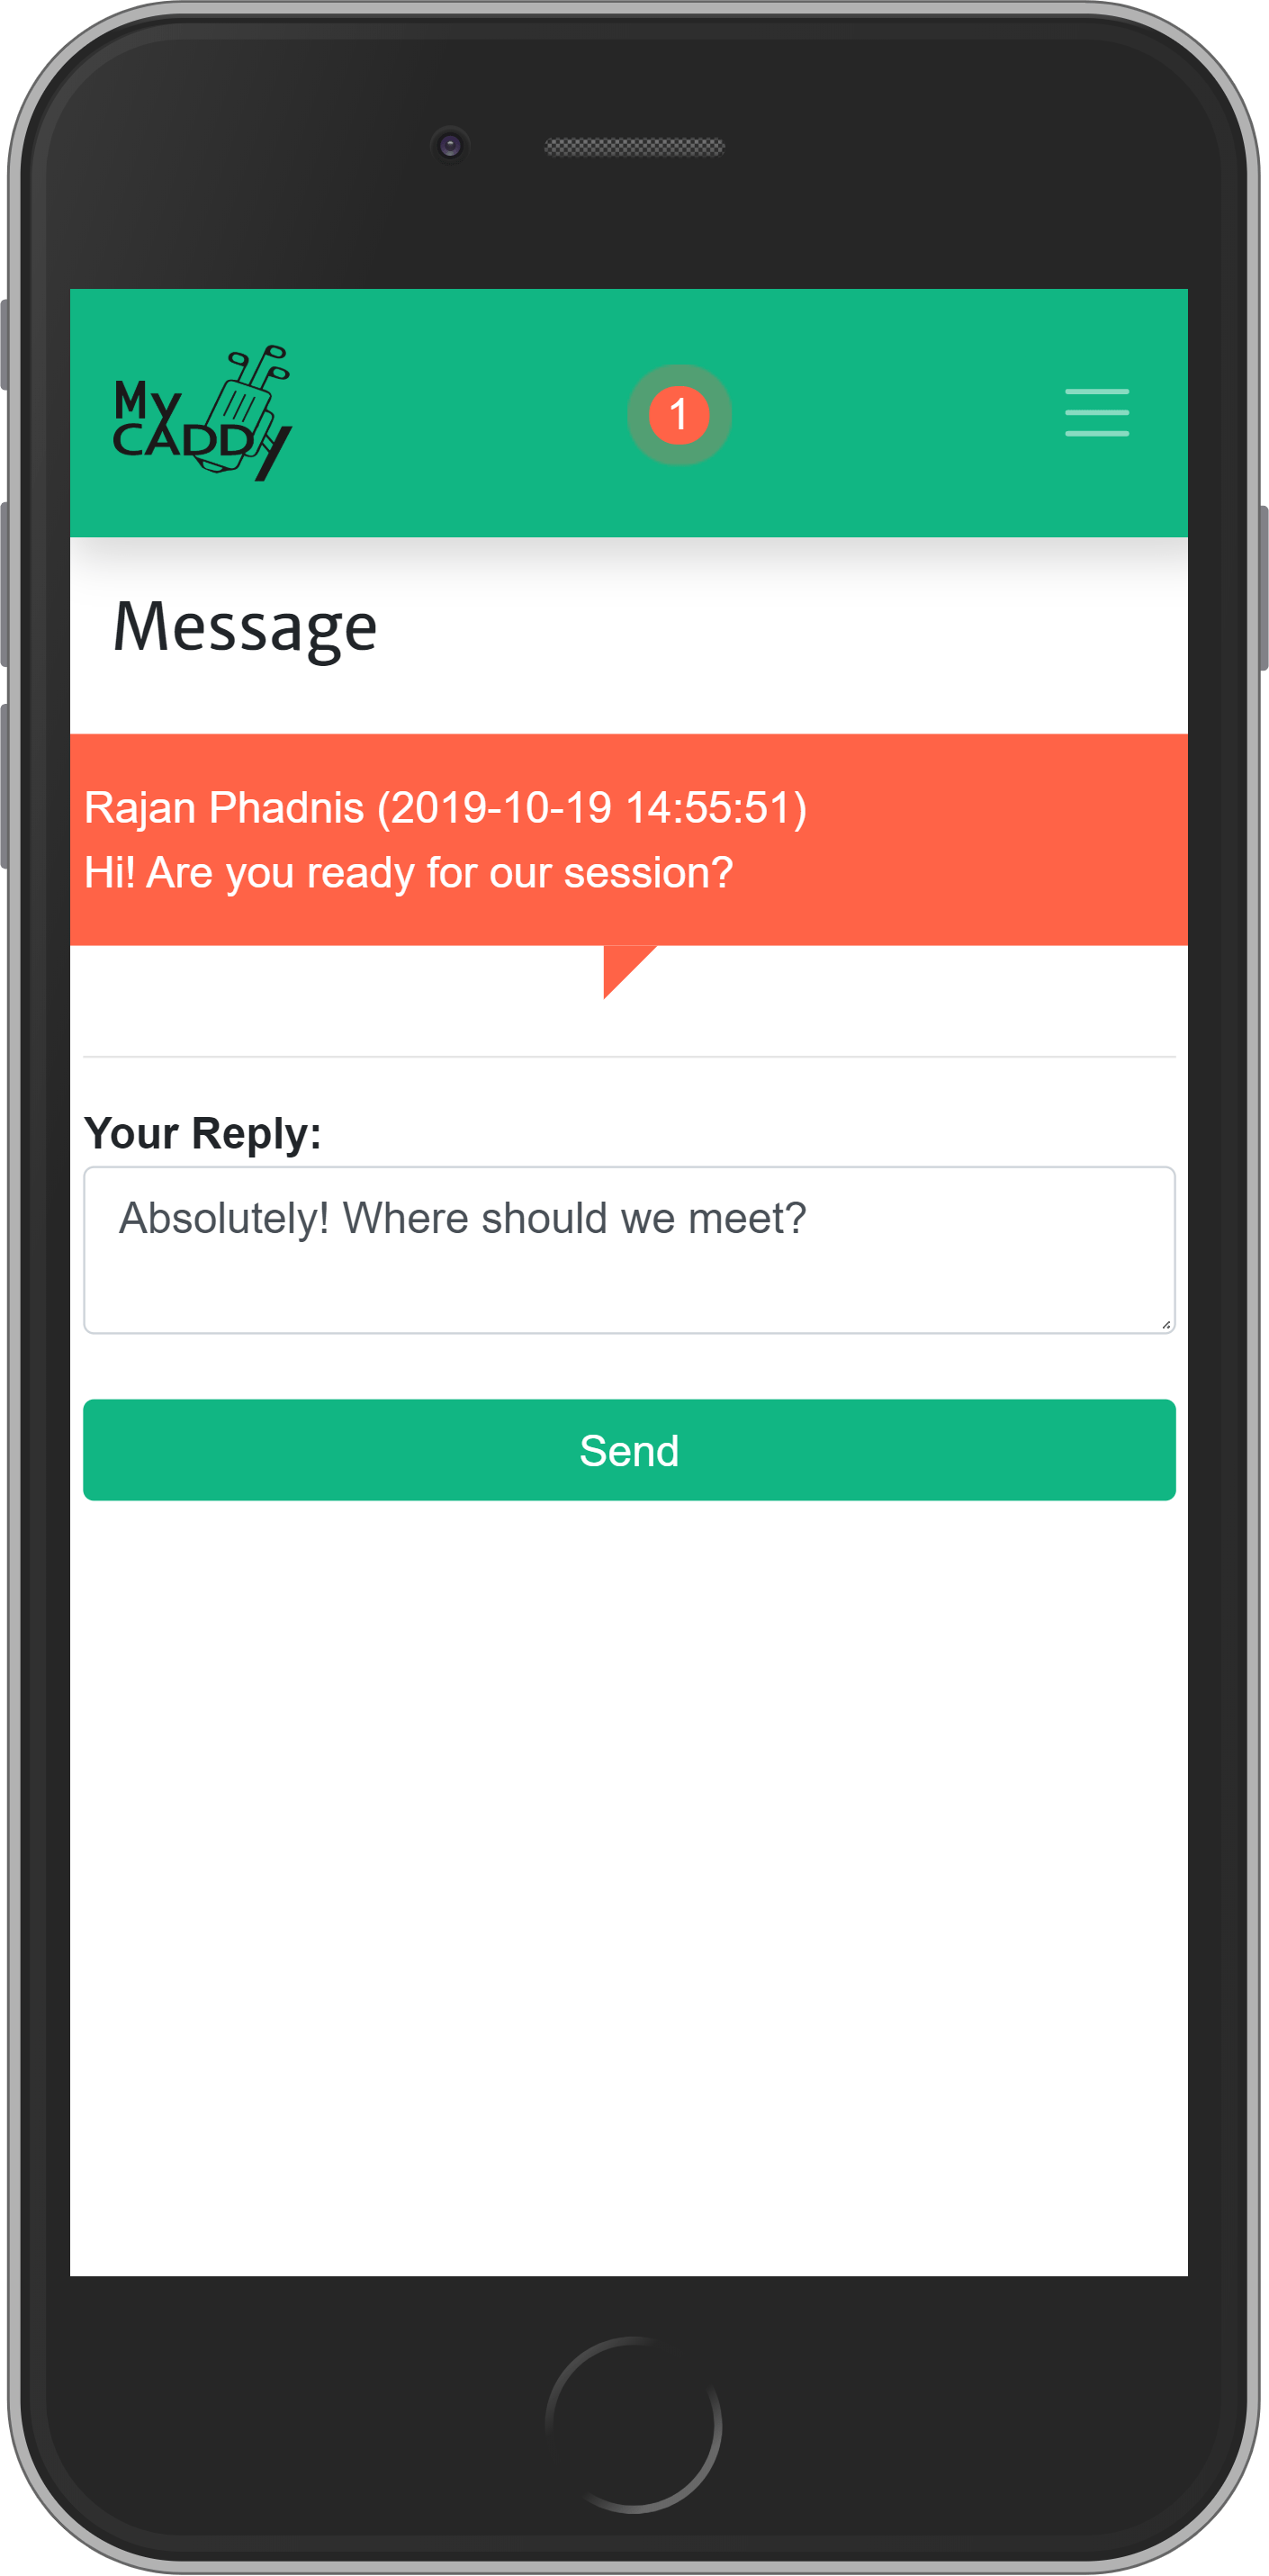 My
CADDy
1
Message
Rajan Phadnis (2019-10-19 14:55:51)
Hi! Are you ready for our session?
Your Reply:
Absolutely! Where should we meet?
Send